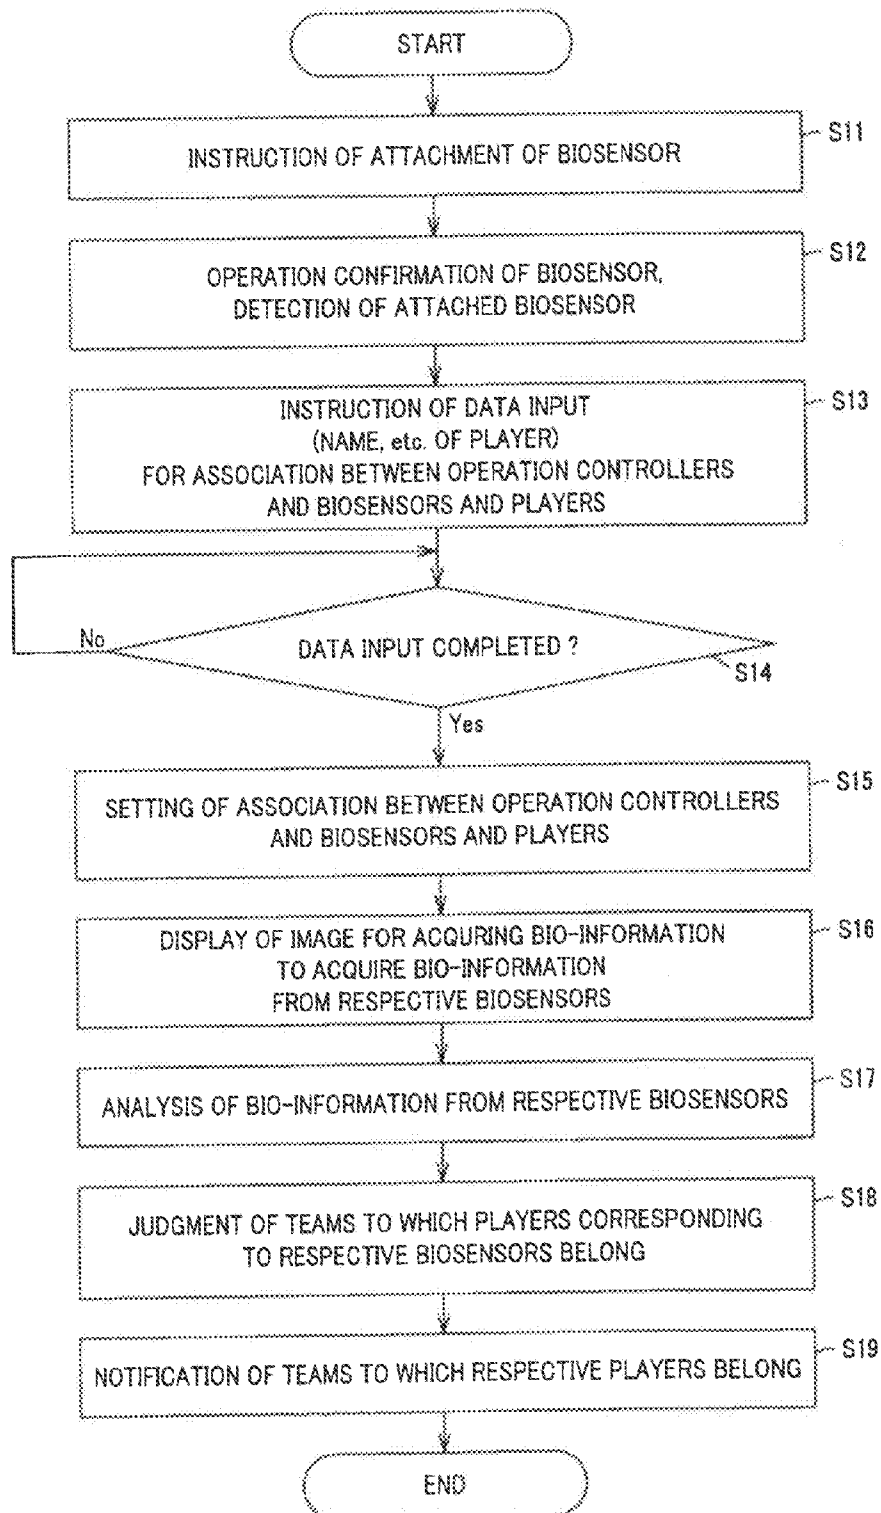 START
INSTRUCTION OF ATTACHMENT OF BIOSENSOR
S11
OPERATION CONFIRMATION OF BIOSENSOR,
DETECTION OF ATTACHED BIOSENSOR
S12
INSTRUCTION OF DATA INPUT
(NAME, etc. OF PLAYER)
FOR ASSOCIATION BETWEEN OPERATION CONTROLLERS
AND BIOSENSORS AND PLAYERS
S13
No
DATA INPUT COMPLETED ?
S14
Yes
SETTING OF ASSOCIATION BETWEEN OPERATION CONTROLLERS
AND BIOSENSORS AND PLAYERS
S15
DISPLAY OF IMAGE FOR ACQURING BIO-INFORMATION
TO ACQUIRE BIO-INFORMATION
FROM RESPECTIVE BIOSENSORS
S16
ANALYSIS OF BIO-INFORMATION FROM RESPECTIVE BIOSENSORS
S17
JUDGMENT OF TEAMS TO WHICH PLAYERS CORRESPONDING
TO RESPECTIVE BIOSENSORS BELONG
S18
NOTIFICATION OF TEAMS TO WHICH RESPECTIVE PLAYERS BELONG
S19
END